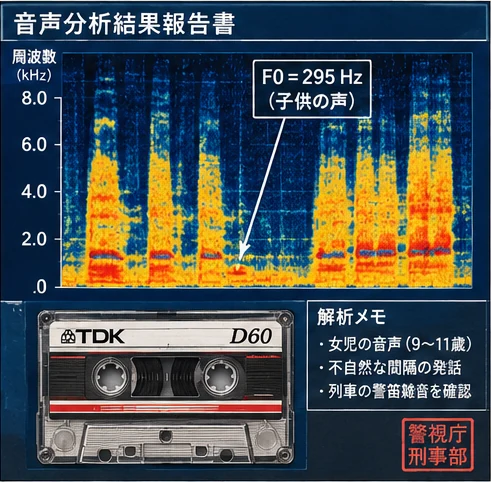 音声分析結果報告書
周波数
(kHz)
F0 = 295 Hz
(子供の声)
8.0
6.0
4.0
2.0
.0
TDK
D60
解析メモ
・女児の音声 (9〜11歳)
・不自然な間隔の発話
・列車の警笛雑音を確認
警視庁
刑事部